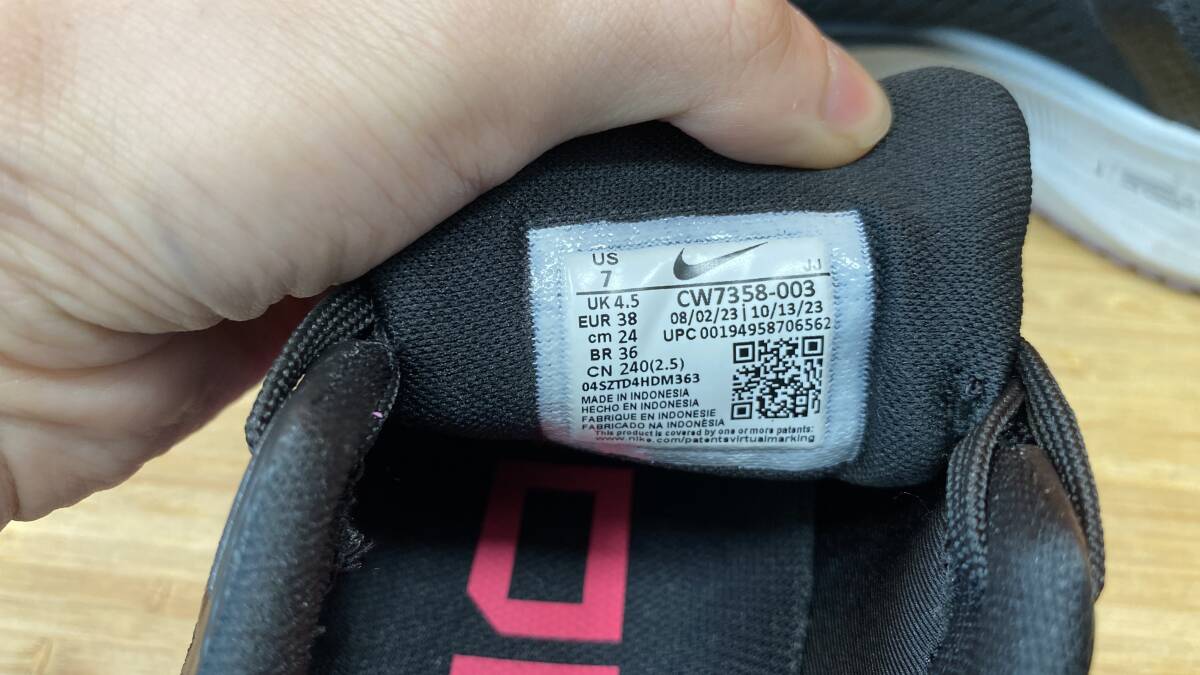 US
7
JJ
UK 4.5
CW7358-003
EUR 38
08/02/23 | 10/13/23
cm 24
UPC 00194958706562
BR 36
CN 240(2.5)
04SZTD4HDM363
MADE IN INDONESIA
HECHO EN INDONESIA
FABRIQUE EN INDONESIE
FABRICADO NA INDONÉSIA
This product is covered by one or more patents:
www.nike.com/patentsvirtualmarking